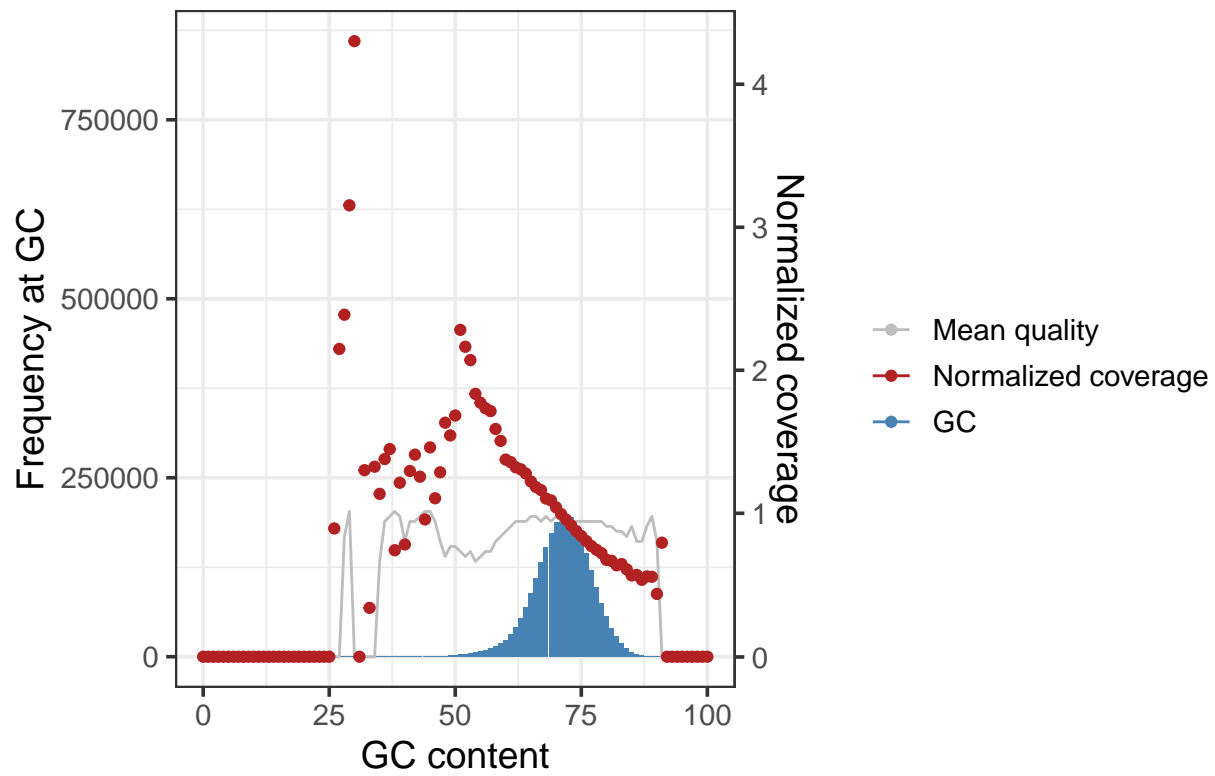 Frequency at GC
750000
500000
250000
0
4
3
2
1
0
Normalized coverage
0 25 50 75 100
GC content
Mean quality
Normalized coverage
GC